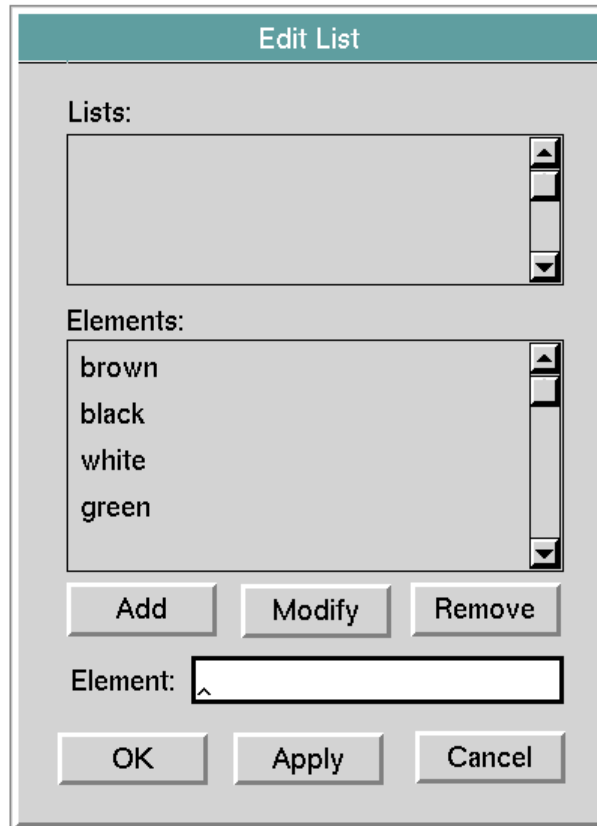 Edit List
Lists:
Elements:
brown
black
white
green
Add Modify Remove
Element: ^
OK Apply Cancel